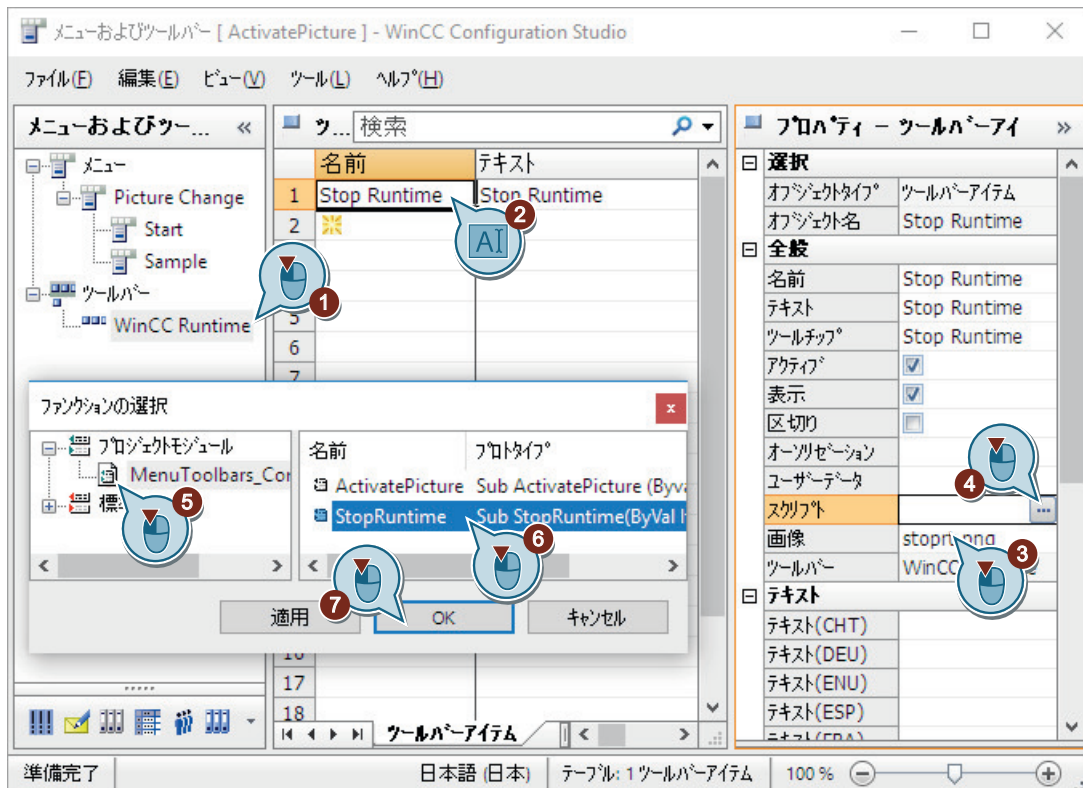 メニューおよびツールバー [ ActivatePicture ] - WinCC Configuration Studio
ファイル(F) 編集(E) ビュー(V) ツール(L) ヘルプ(H)
メニューおよびツー... «
メニュー
Picture Change
Start
Sample
ツールバー
WinCC Runtime
1
ツ... 検索
名前 テキスト
1 Stop Runtime Stop Runtime
2
2
AI
5
6
7
16
17
18
ツールバーアイテム
プロパティ - ツールバーアイ »
選択
オブジェクトタイプ ツールバーアイテム
オブジェクト名 Stop Runtime
全般
名前 Stop Runtime
テキスト Stop Runtime
ツールチップ Stop Runtime
アクティブ
表示
区切り
オーソリゼーション
ユーザーデータ
4
スクリプト ...
画像
3
ツールバー WinCC
テキスト
テキスト(CHT)
テキスト(DEU)
テキスト(ENU)
テキスト(ESP)
テキスト(FRA)
ファンクションの選択 x
プロジェクトモジュール
MenuToolbars_Cor
5
名前 プロトタイプ
ActivatePicture Sub ActivatePicture (Byva
StopRuntime Sub StopRuntime(ByVal I
6
7
適用 OK キャンセル
準備完了 日本語 (日本) テーブル: 1 ツールバーアイテム 100 %